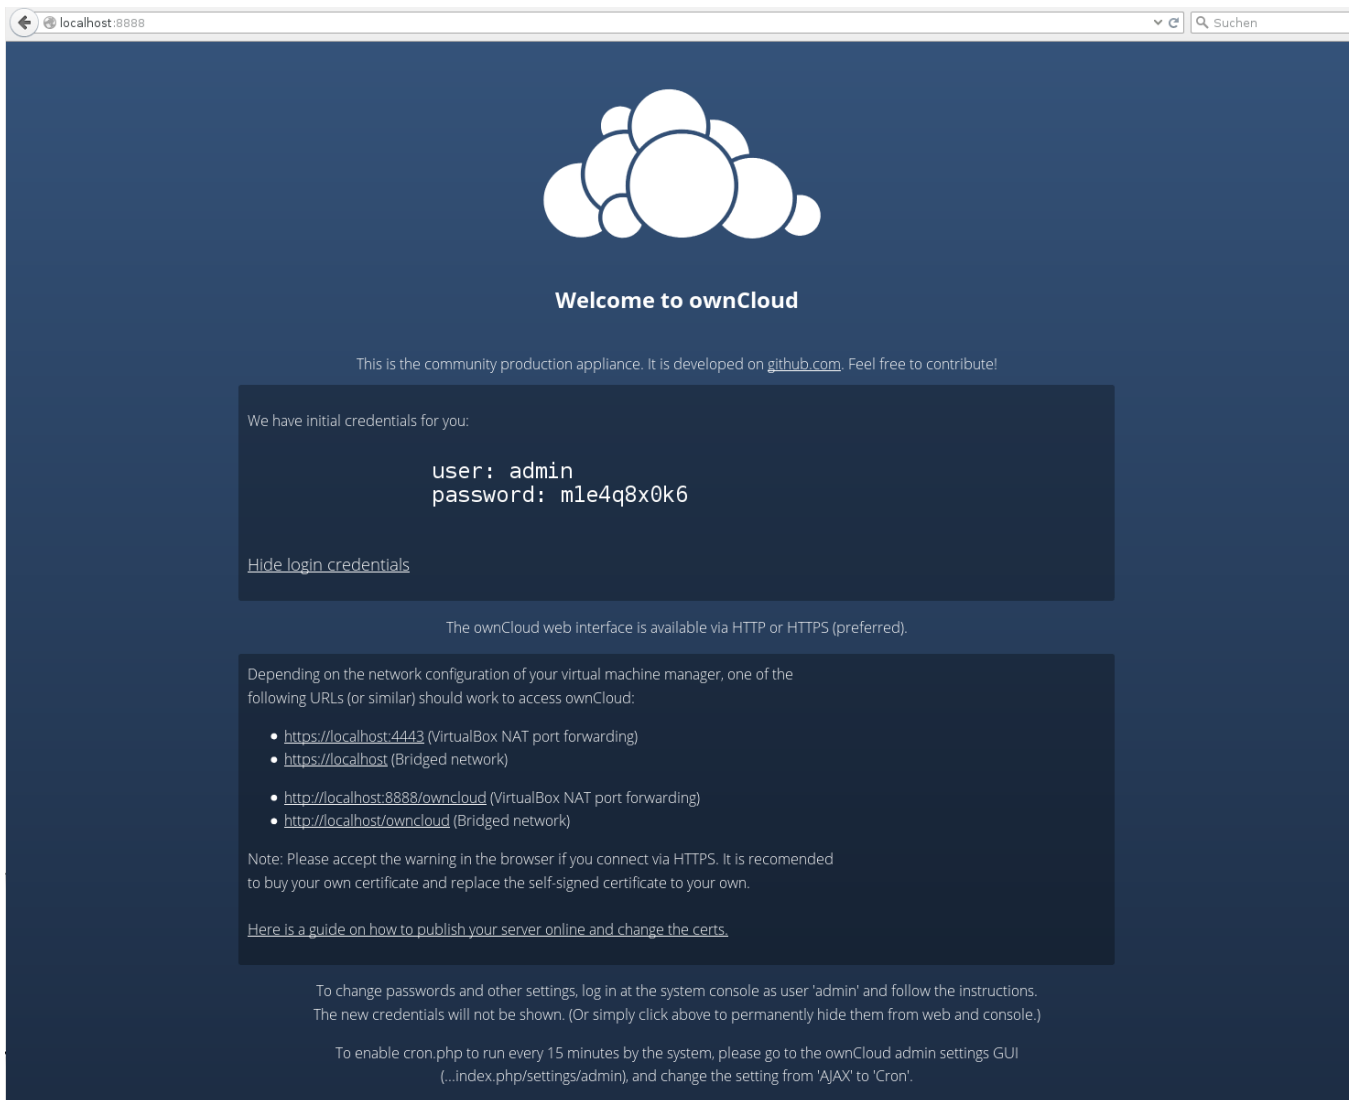 localhost:8888
Suchen
Welcome to ownCloud
This is the community production appliance. It is developed on github.com. Feel free to contribute!
We have initial credentials for you:
user: admin
password: m1e4q8x0k6
Hide login credentials
The ownCloud web interface is available via HTTP or HTTPS (preferred).
Depending on the network configuration of your virtual machine manager, one of the
following URLs (or similar) should work to access ownCloud:
https://localhost:4443 (VirtualBox NAT port forwarding)
https://localhost (Bridged network)
http://localhost:8888/owncloud (VirtualBox NAT port forwarding)
http://localhost/owncloud (Bridged network)
Note: Please accept the warning in the browser if you connect via HTTPS. It is recomended
to buy your own certificate and replace the self-signed certificate to your own.
Here is a guide on how to publish your server online and change the certs.
To change passwords and other settings, log in at the system console as user 'admin' and follow the instructions.
The new credentials will not be shown. (Or simply click above to permanently hide them from web and console.)
To enable cron.php to run every 15 minutes by the system, please go to the ownCloud admin settings GUI
(...index.php/settings/admin), and change the setting from 'AJAX' to 'Cron'.